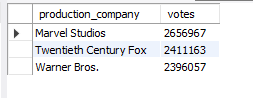 production_company votes
Marvel Studios 2656967
Twentieth Century Fox 2411163
Warner Bros. 2396057